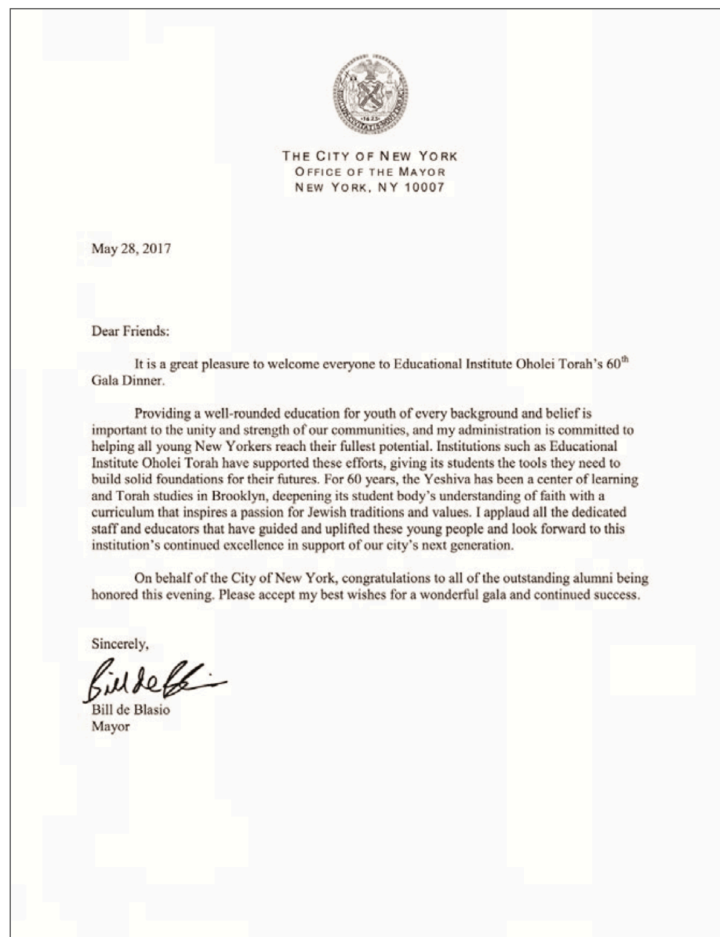 THE CITY OF NEW YORK
OFFICE OF THE MAYOR
NEW YORK, NY 10007
May 28, 2017
Dear Friends:
It is a great pleasure to welcome everyone to Educational Institute Oholei Torah's 60th
Gala Dinner.
Providing a well-rounded education for youth of every background and belief is
important to the unity and strength of our communities, and my administration is committed to
helping all young New Yorkers reach their fullest potential. Institutions such as Educational
Institute Oholei Torah have supported these efforts, giving its students the tools they need to
build solid foundations for their futures. For 60 years, the Yeshiva has been a center of learning
and Torah studies in Brooklyn, deepening its student body's understanding of faith with a
curriculum that inspires a passion for Jewish traditions and values. I applaud all the dedicated
staff and educators that have guided and uplifted these young people and look forward to this
institution's continued excellence in support of our city's next generation.
On behalf of the City of New York, congratulations to all of the outstanding alumni being
honored this evening. Please accept my best wishes for a wonderful gala and continued success.
Sincerely,
Bill de Blasio
Mayor